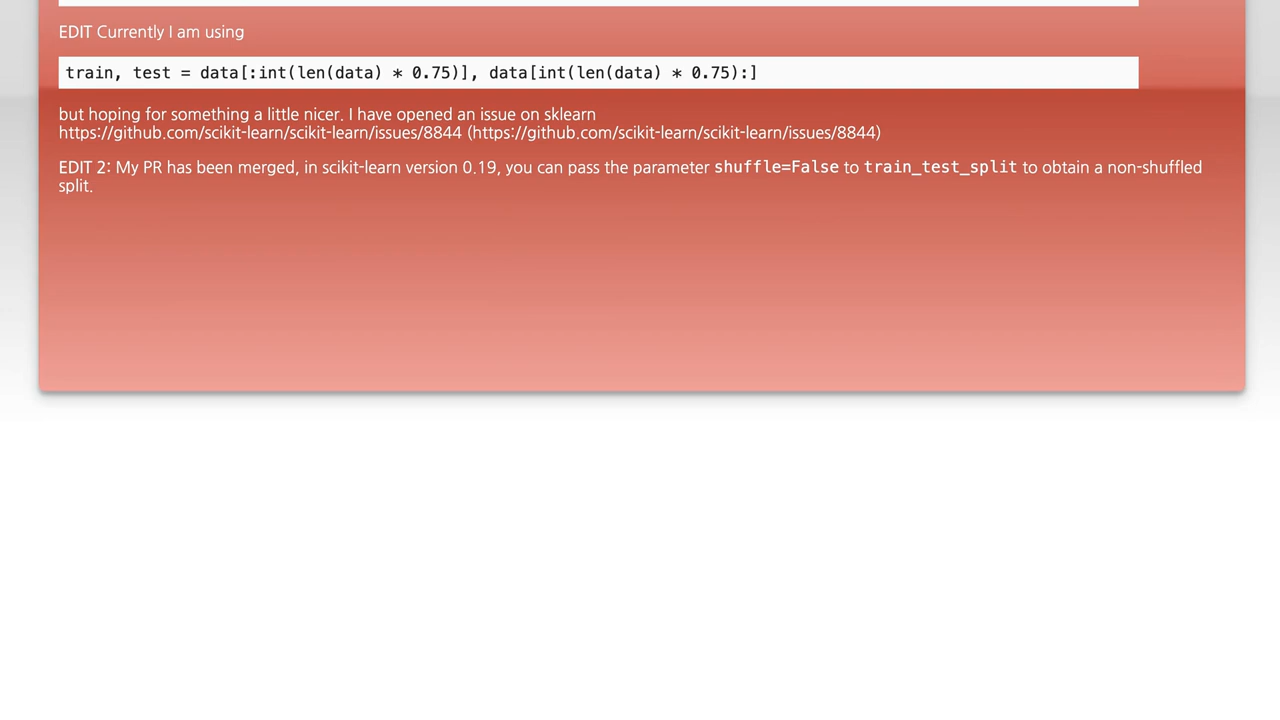 EDIT Currently I am using
train, test = data[:int(len(data) * 0.75)], data[int(len(data) * 0.75):]
but hoping for something a little nicer. I have opened an issue on sklearn
https://github.com/scikit-learn/scikit-learn/issues/8844 (https://github.com/scikit-learn/scikit-learn/issues/8844)
EDIT 2: My PR has been merged, in scikit-learn version 0.19, you can pass the parameter shuffle=False to train_test_split to obtain a non-shuffled
split.